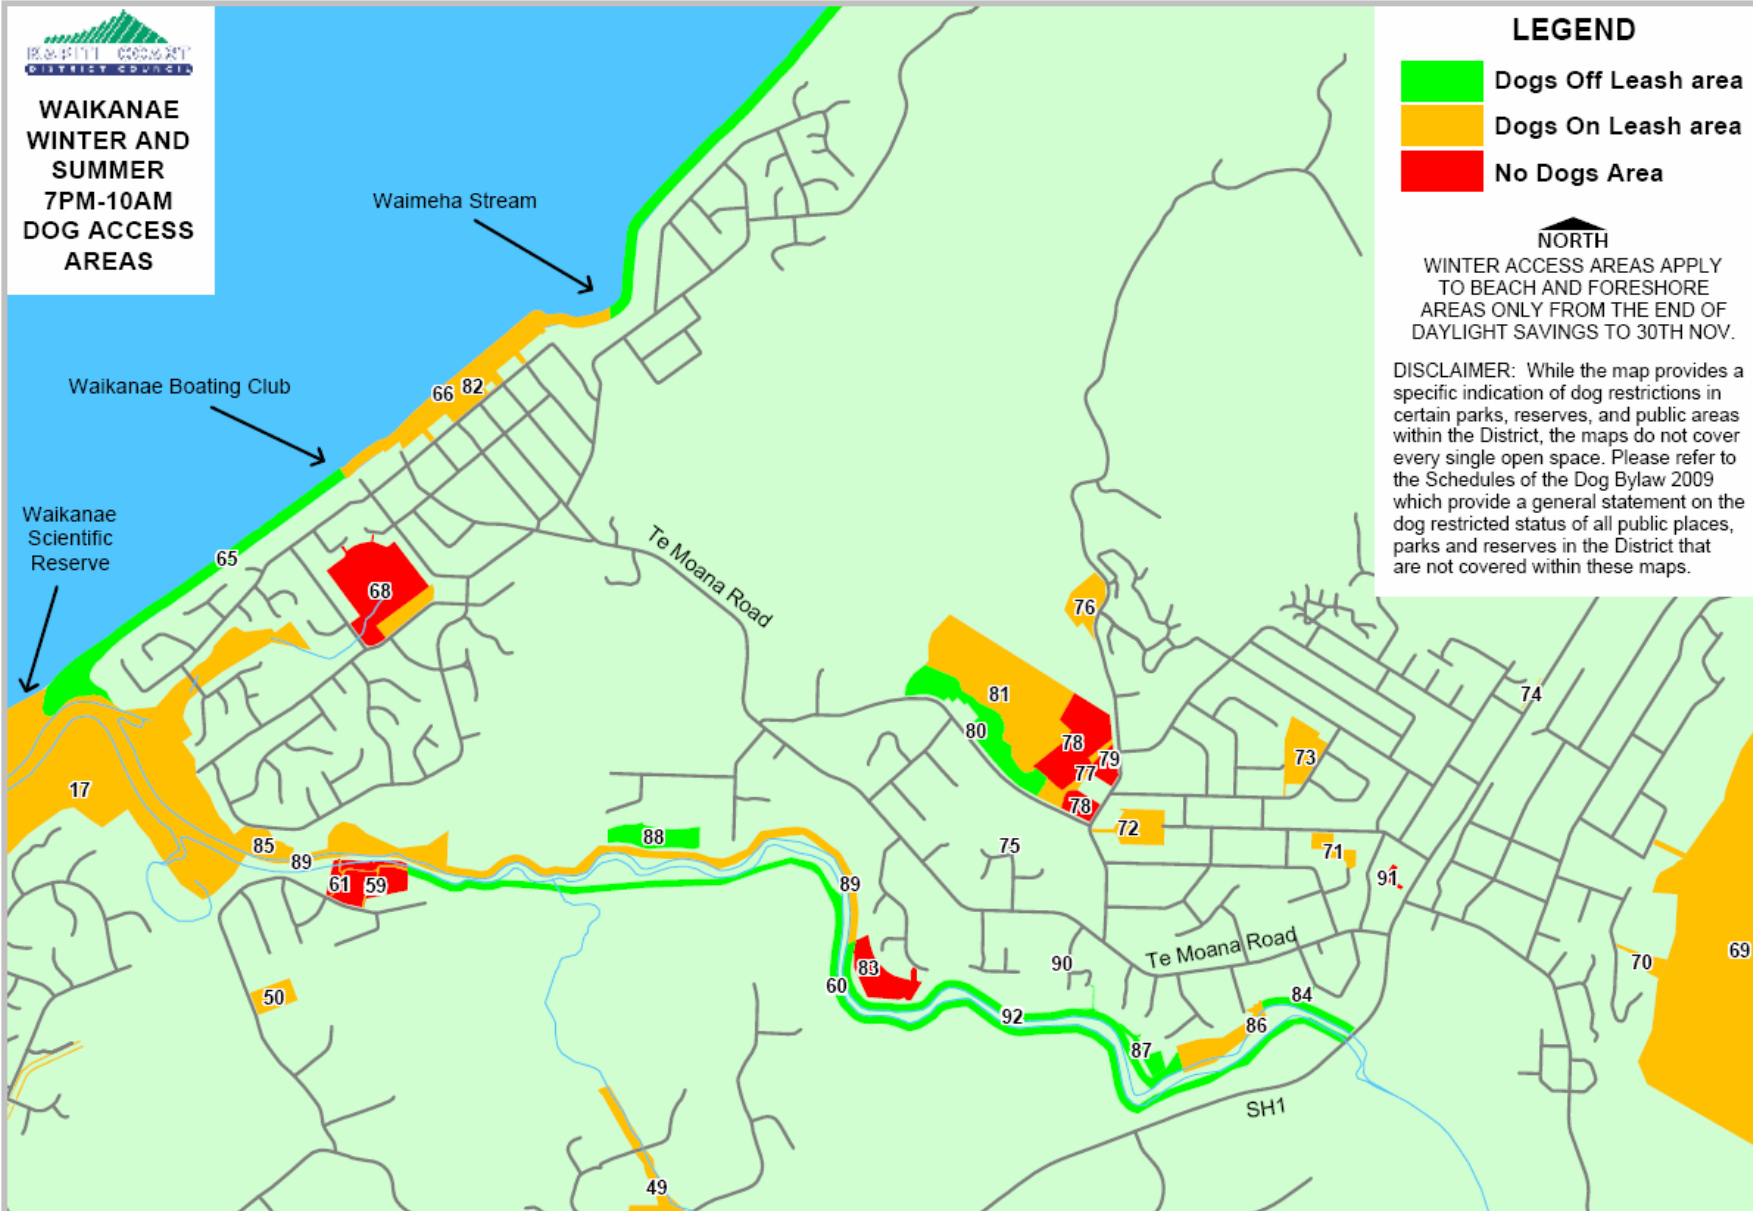 KAPITI COAST
DISTRICT COUNCIL
WAIKANAE
WINTER AND
SUMMER
7PM-10AM
DOG ACCESS
AREAS
LEGEND
Dogs Off Leash area
Dogs On Leash area
No Dogs Area
NORTH
WINTER ACCESS AREAS APPLY
TO BEACH AND FORESHORE
AREAS ONLY FROM THE END OF
DAYLIGHT SAVINGS TO 30TH NOV.
DISCLAIMER: While the map provides a
specific indication of dog restrictions in
certain parks, reserves, and public areas
within the District, the maps do not cover
every single open space. Please refer to
the Schedules of the Dog Bylaw 2009
which provide a general statement on the
dog restricted status of all public places,
parks and reserves in the District that
are not covered within these maps.
Waimeha Stream
Waikanae Boating Club
66
82
Waikanae
Scientific
Reserve
65
68
Te Moana Road
76
81
74
80
78
73
79
77
78
17
72
88
75
71
85
89
61
59
89
91
83
90
Te Moana Road
70
69
50
60
92
84
86
87
SH1
49